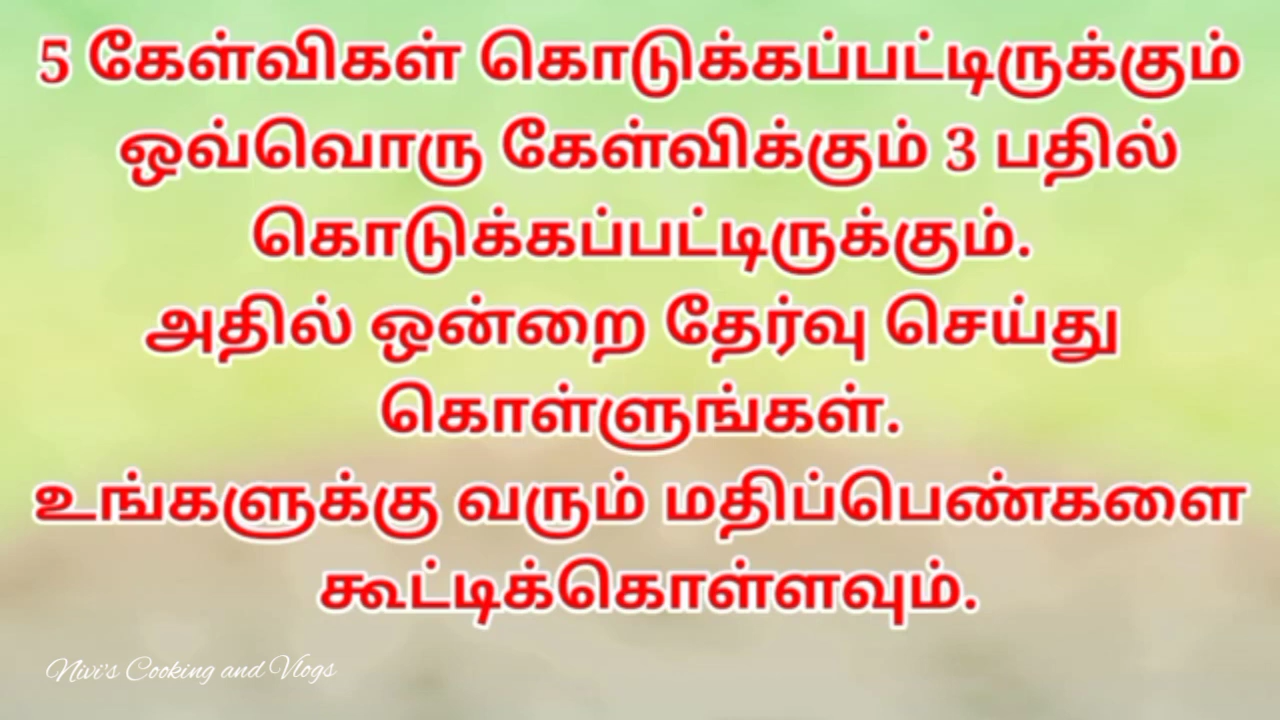 5 கேள்விகள் கொடுக்கப்பட்டிருக்கும்
ஒவ்வொரு கேள்விக்கும் 3 பதில்
கொடுக்கப்பட்டிருக்கும்.
அதில் ஒன்றை தேர்வு செய்து
கொள்ளுங்கள்.
உங்களுக்கு வரும் மதிப்பெண்களை
கூட்டிக்கொள்ளவும்.
Nivi's Cooking and Vlogs